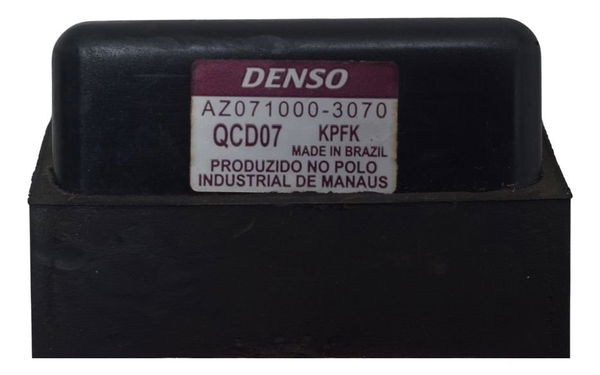 DENSO
AZ071000-3070
QCD07 KPFK
MADE IN BRAZIL
PRODUZIDO NO POLO
INDUSTRIAL DE MANAUS